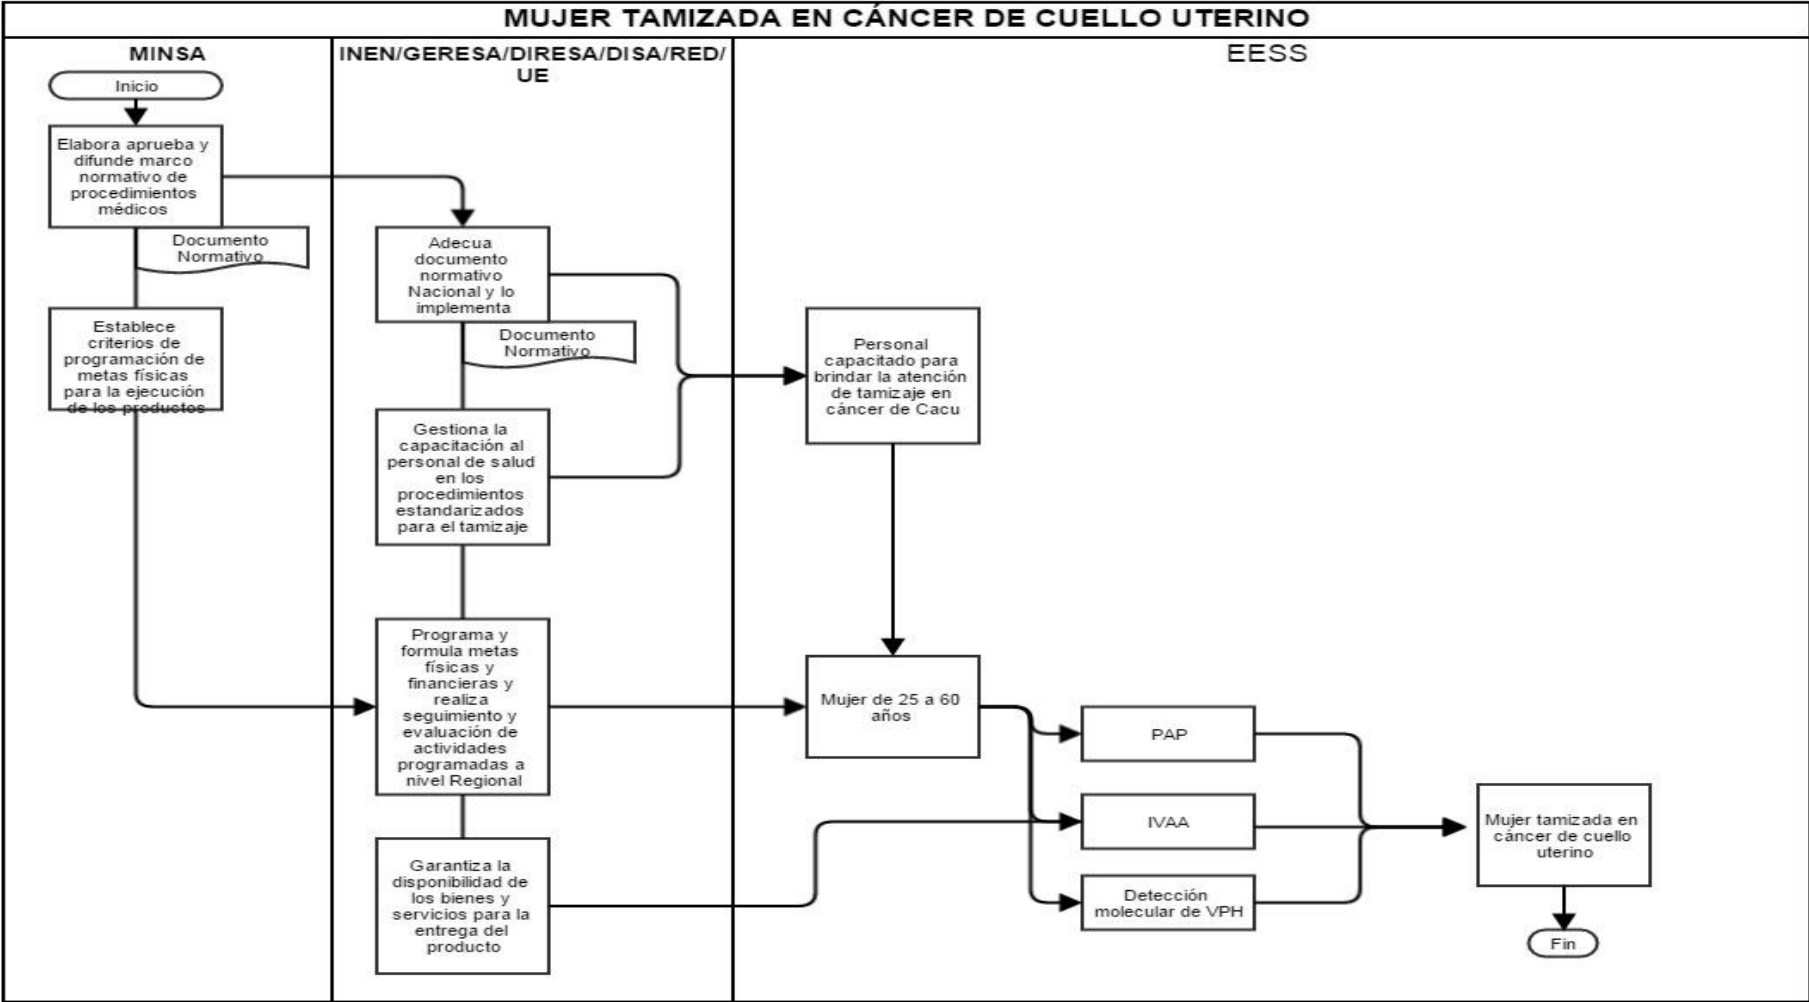 MUJER TAMIZADA EN CÁNCER DE CUELLO UTERINO
MINSA
Inicio
Elabora aprueba y
difunde marco
normativo de
procedimientos
médicos
Documento
Normativo
Establece
criterios de
programación de
metas físicas
para la ejecución
de los productos
INEN/GERESA/DIRESA/DISA/RED/
UE
Adecua
documento
normativo
Nacional y lo
implementa
Documento
Normativo
Gestiona la
capacitación al
personal de salud
en los
procedimientos
estandarizados
para el tamizaje
Programa y
formula metas
físicas y
financieras y
realiza
seguimiento y
evaluación de
actividades
programadas a
nivel Regional
Garantiza la
disponibilidad de
los bienes y
servicios para la
entrega del
producto
EESS
Personal
capacitado para
brindar la atención
de tamizaje en
cáncer de Cacu
Mujer de 25 a 60
años
PAP
IVAA
Detección
molecular de VPH
Mujer tamizada en
cáncer de cuello
uterino
Fin